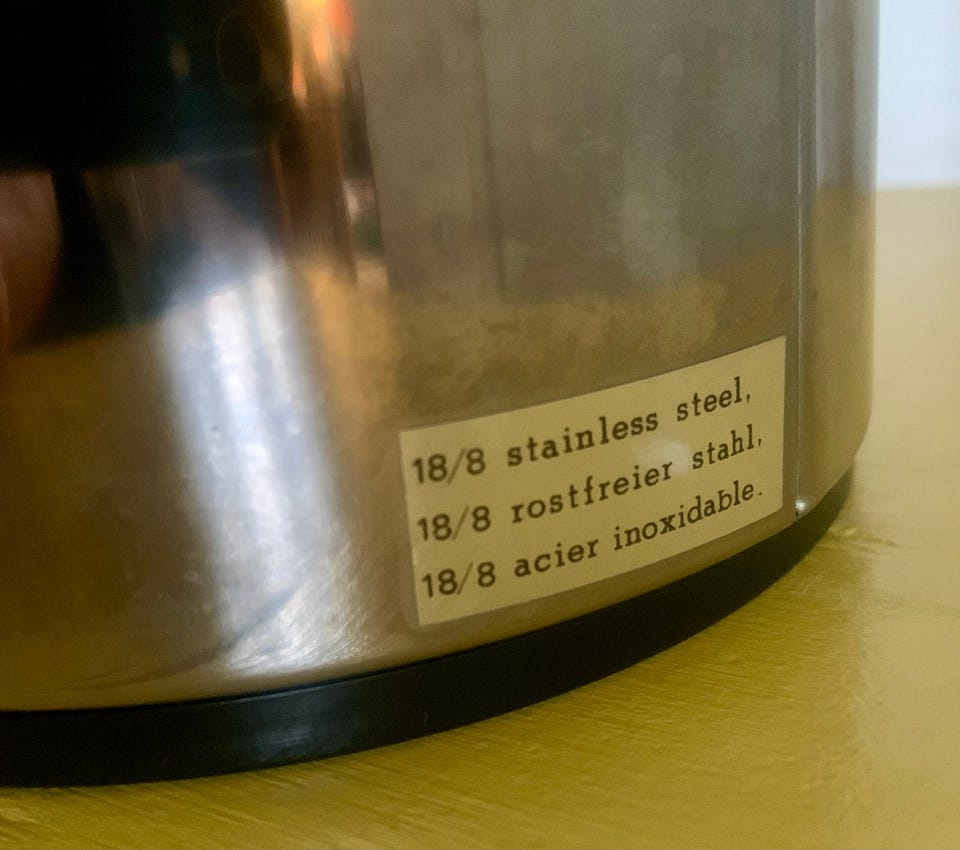 18/8 stainless steel,
18/8 rostfreier stahl,
18/8 acier inoxidable.